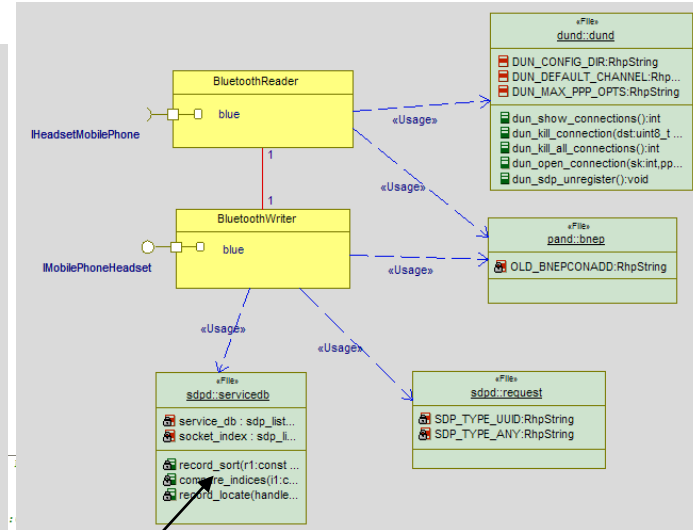 «File»
dund::dund
DUN_CONFIG_DIR:RhpString
DUN_DEFAULT_CHANNEL:Rhp...
DUN_MAX_PPP_OPTS:RhpString
dun_show_connections():int
dun_kill_connection(dst:uint8_t ...
dun_kill_all_connections():int
dun_open_connection(sk:int,pp...
dun_sdp_unregister():void
BluetoothReader
blue
IHeadsetMobilePhone
«Usage»
1
«Usage»
1
BluetoothWriter
blue
IMobilePhoneHeadset
«Usage»
«File»
pand::bnep
OLD_BNEPCONADD:RhpString
«Usage»
«Usage»
«File»
sdpd::servicedb
service_db : sdp_list...
socket_index : sdp_li...
record_sort(r1:const ...
compare_indices(i1:c...
record_locate(handle...
«File»
sdpd::request
SDP_TYPE_UUID:RhpString
SDP_TYPE_ANY:RhpString